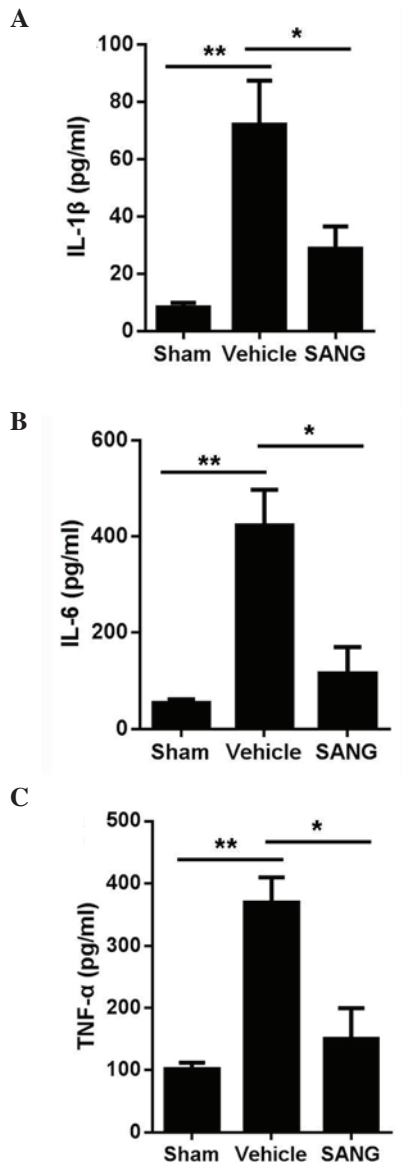 A
** *
100
80
60
40
20
0
IL-1β (pg/ml)
Sham Vehicle SANG
B
** *
600
400
200
0
IL-6 (pg/ml)
Sham Vehicle SANG
C
** *
500
400
300
200
100
0
TNF-α (pg/ml)
Sham Vehicle SANG